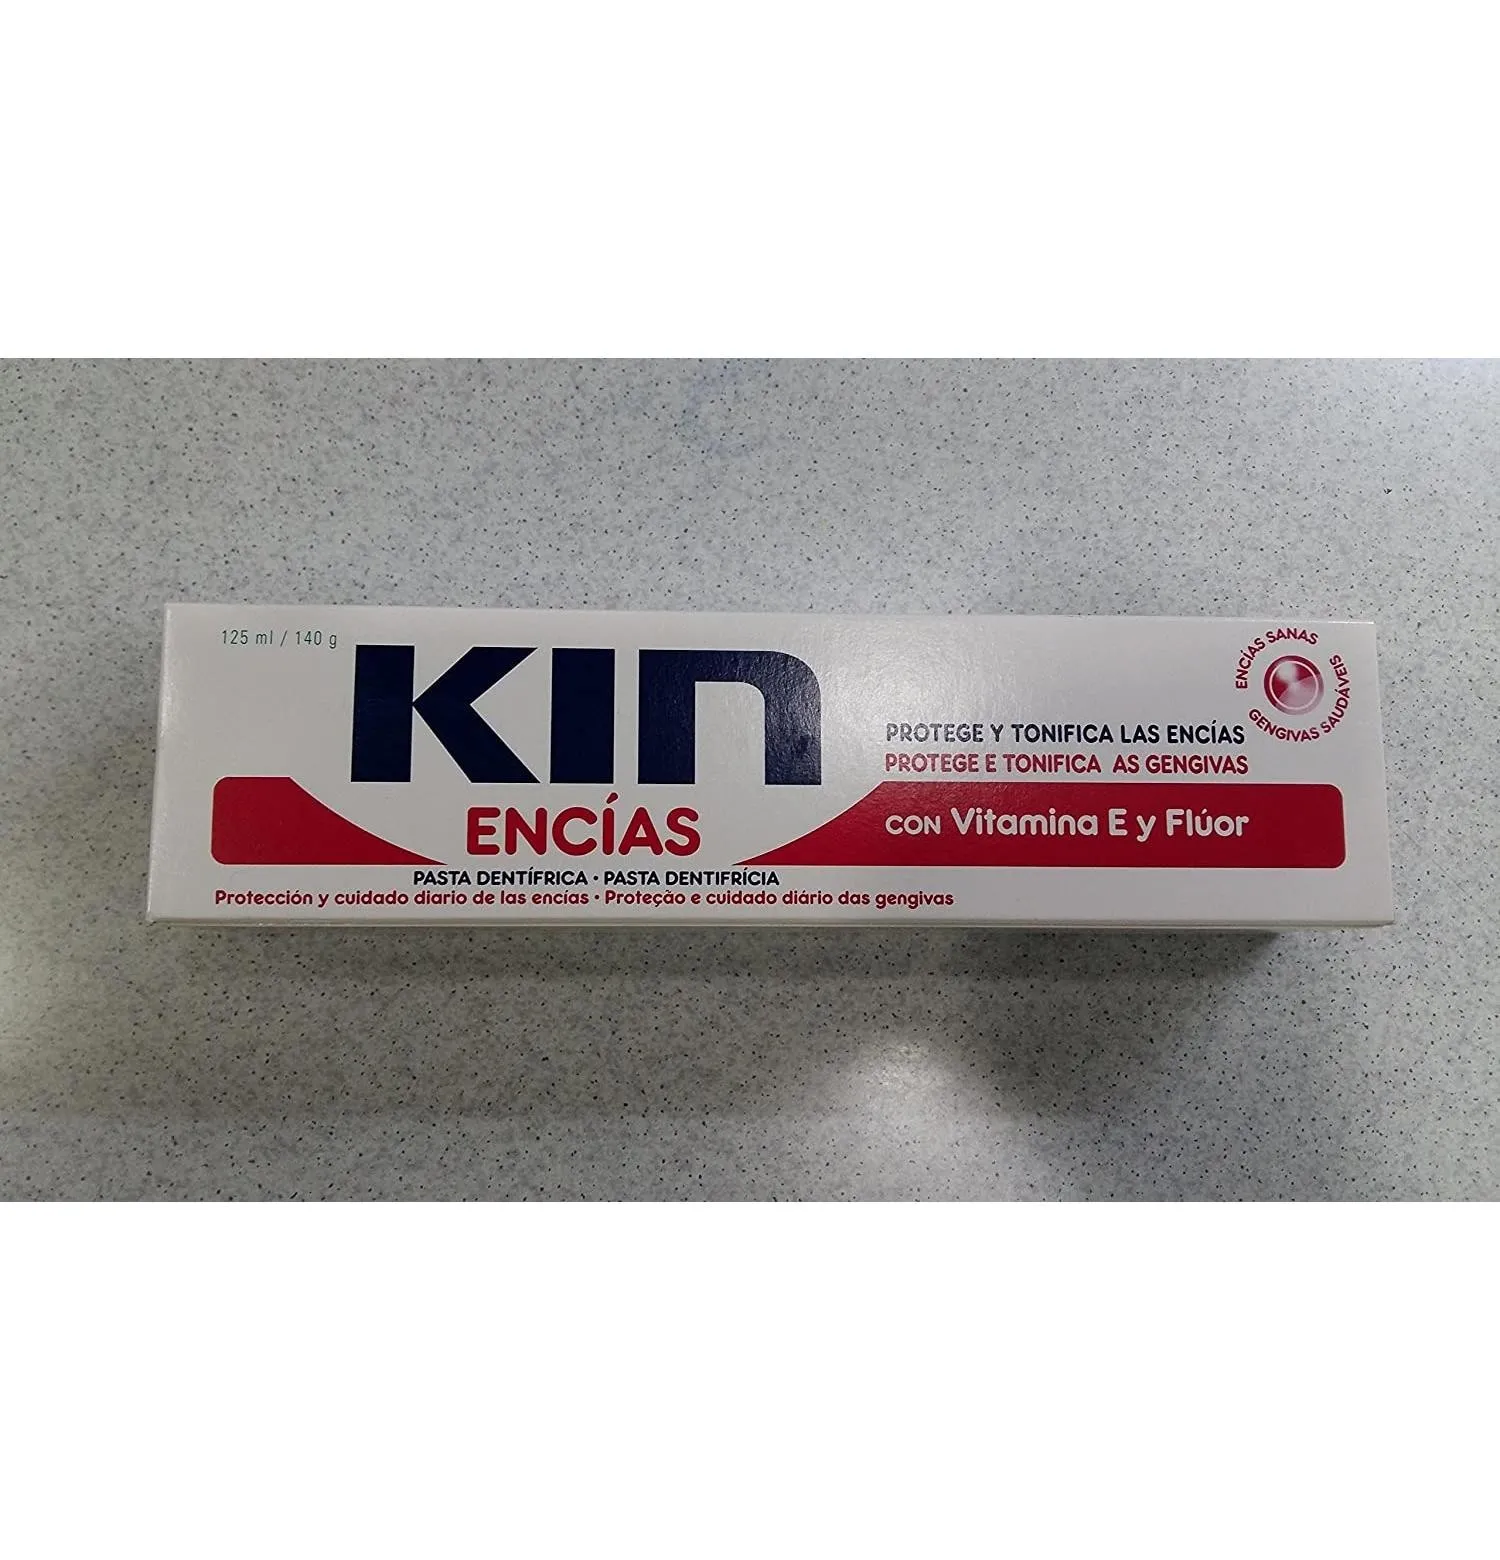 125 ml / 140 g
KIN
ENCÍAS
PASTA DENTÍFRICA · PASTA DENTIFRÍCIA
Protección y cuidado diario de las encías · Proteção e cuidado diário das gengivas
PROTEGE Y TONIFICA LAS ENCÍAS
PROTEGE E TONIFICA AS GENGIVAS
CON Vitamina E y Flúor
ENCÍAS SANAS
GENGIVAS SAUDÁVEIS